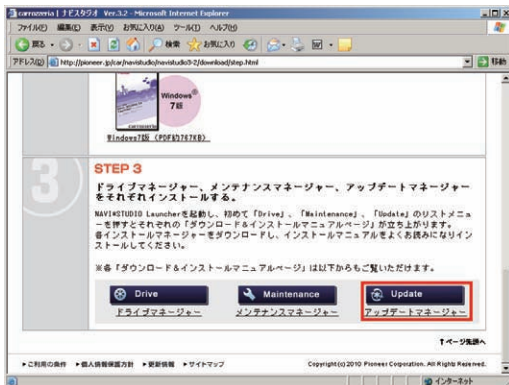 carrozzeria | ナビスタジオ Ver.3.2 - Microsoft Internet Explorer
ファイル(F) 編集(E) 表示(V) お気に入り(A) ツール(T) ヘルプ(H)
戻る 検索 お気に入り
アドレス(D) http://pioneer.jp/car/navistudio/navistudio3-2/download/step.html 移動
Windows®
7版
Windows7版 (PDF約767KB)
3
STEP 3
ドライブマネージャー、メンテナンスマネージャー、アップデートマネージャー
をそれぞれインストールする。
NAVI*STUDIO Launcherを起動し、初めて「Drive」、「Maintenance」、「Update」のリストメニュ
ーを押すとそれぞれの「ダウンロード&インストールマニュアルページ」が立ち上がります。
各インストールマネージャーをダウンロードし、インストールマニュアルをよくお読みになりイン
ストールしてください。
※各「ダウンロード&インストールマニュアルページ」は以下からもご覧いただけます。
Drive Maintenance Update
ドライブマネージャー メンテナンスマネージャー アップデートマネージャー
↑ページ先頭へ
▶ご利用の条件 ▶個人情報保護方針 ▶更新情報 ▶サイトマップ Copyright(c)2010 Pioneer Corporation. All Rights Reserved.
インターネット